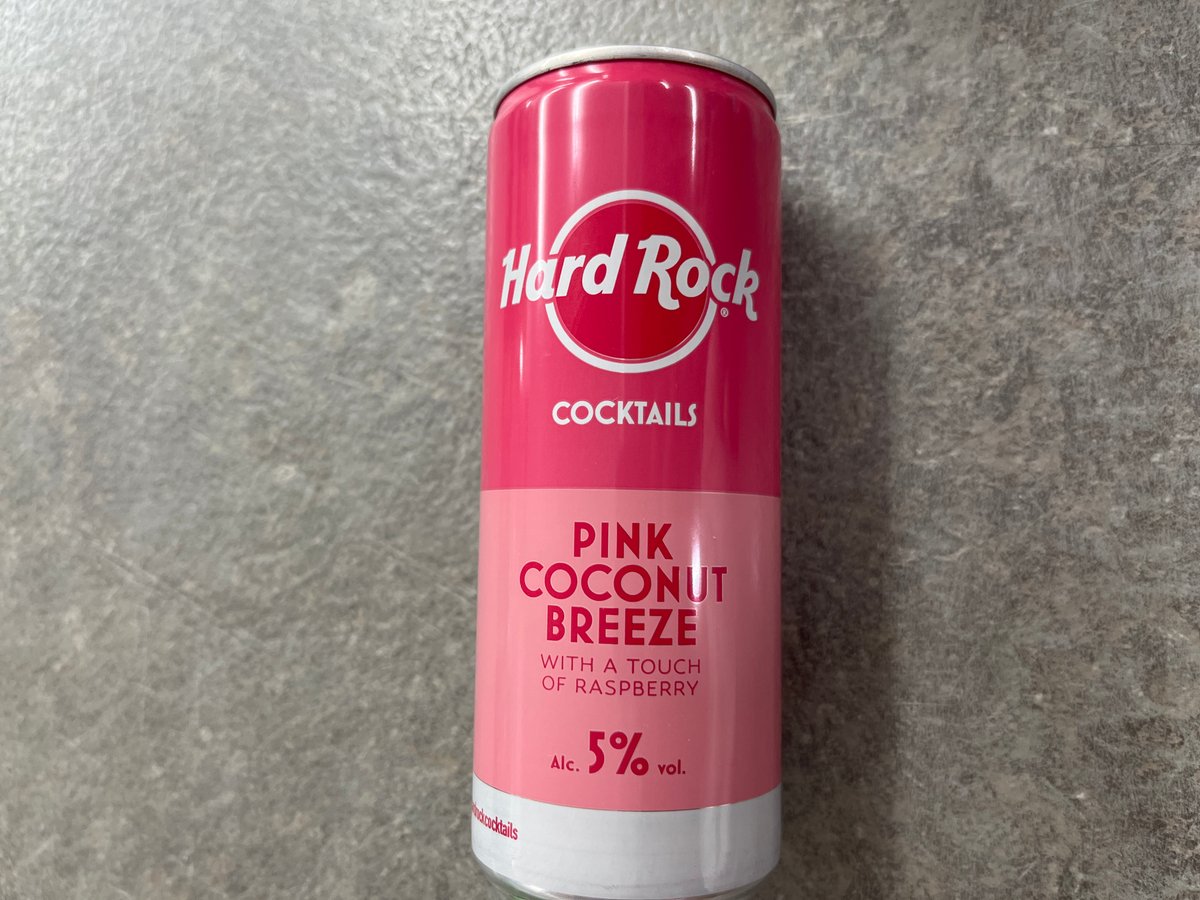 Hard Rock
®
COCKTAILS
PINK
COCONUT
BREEZE
WITH A TOUCH
OF RASPBERRY
Alc. 5% vol.